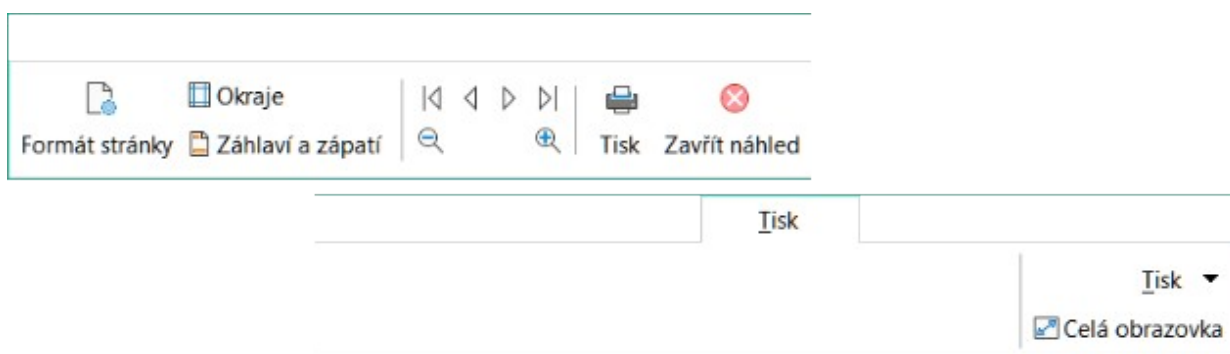 Okraje
Formát stránky Záhlaví a zápatí Tisk Zavřít náhled
Tisk
Tisk
Celá obrazovka